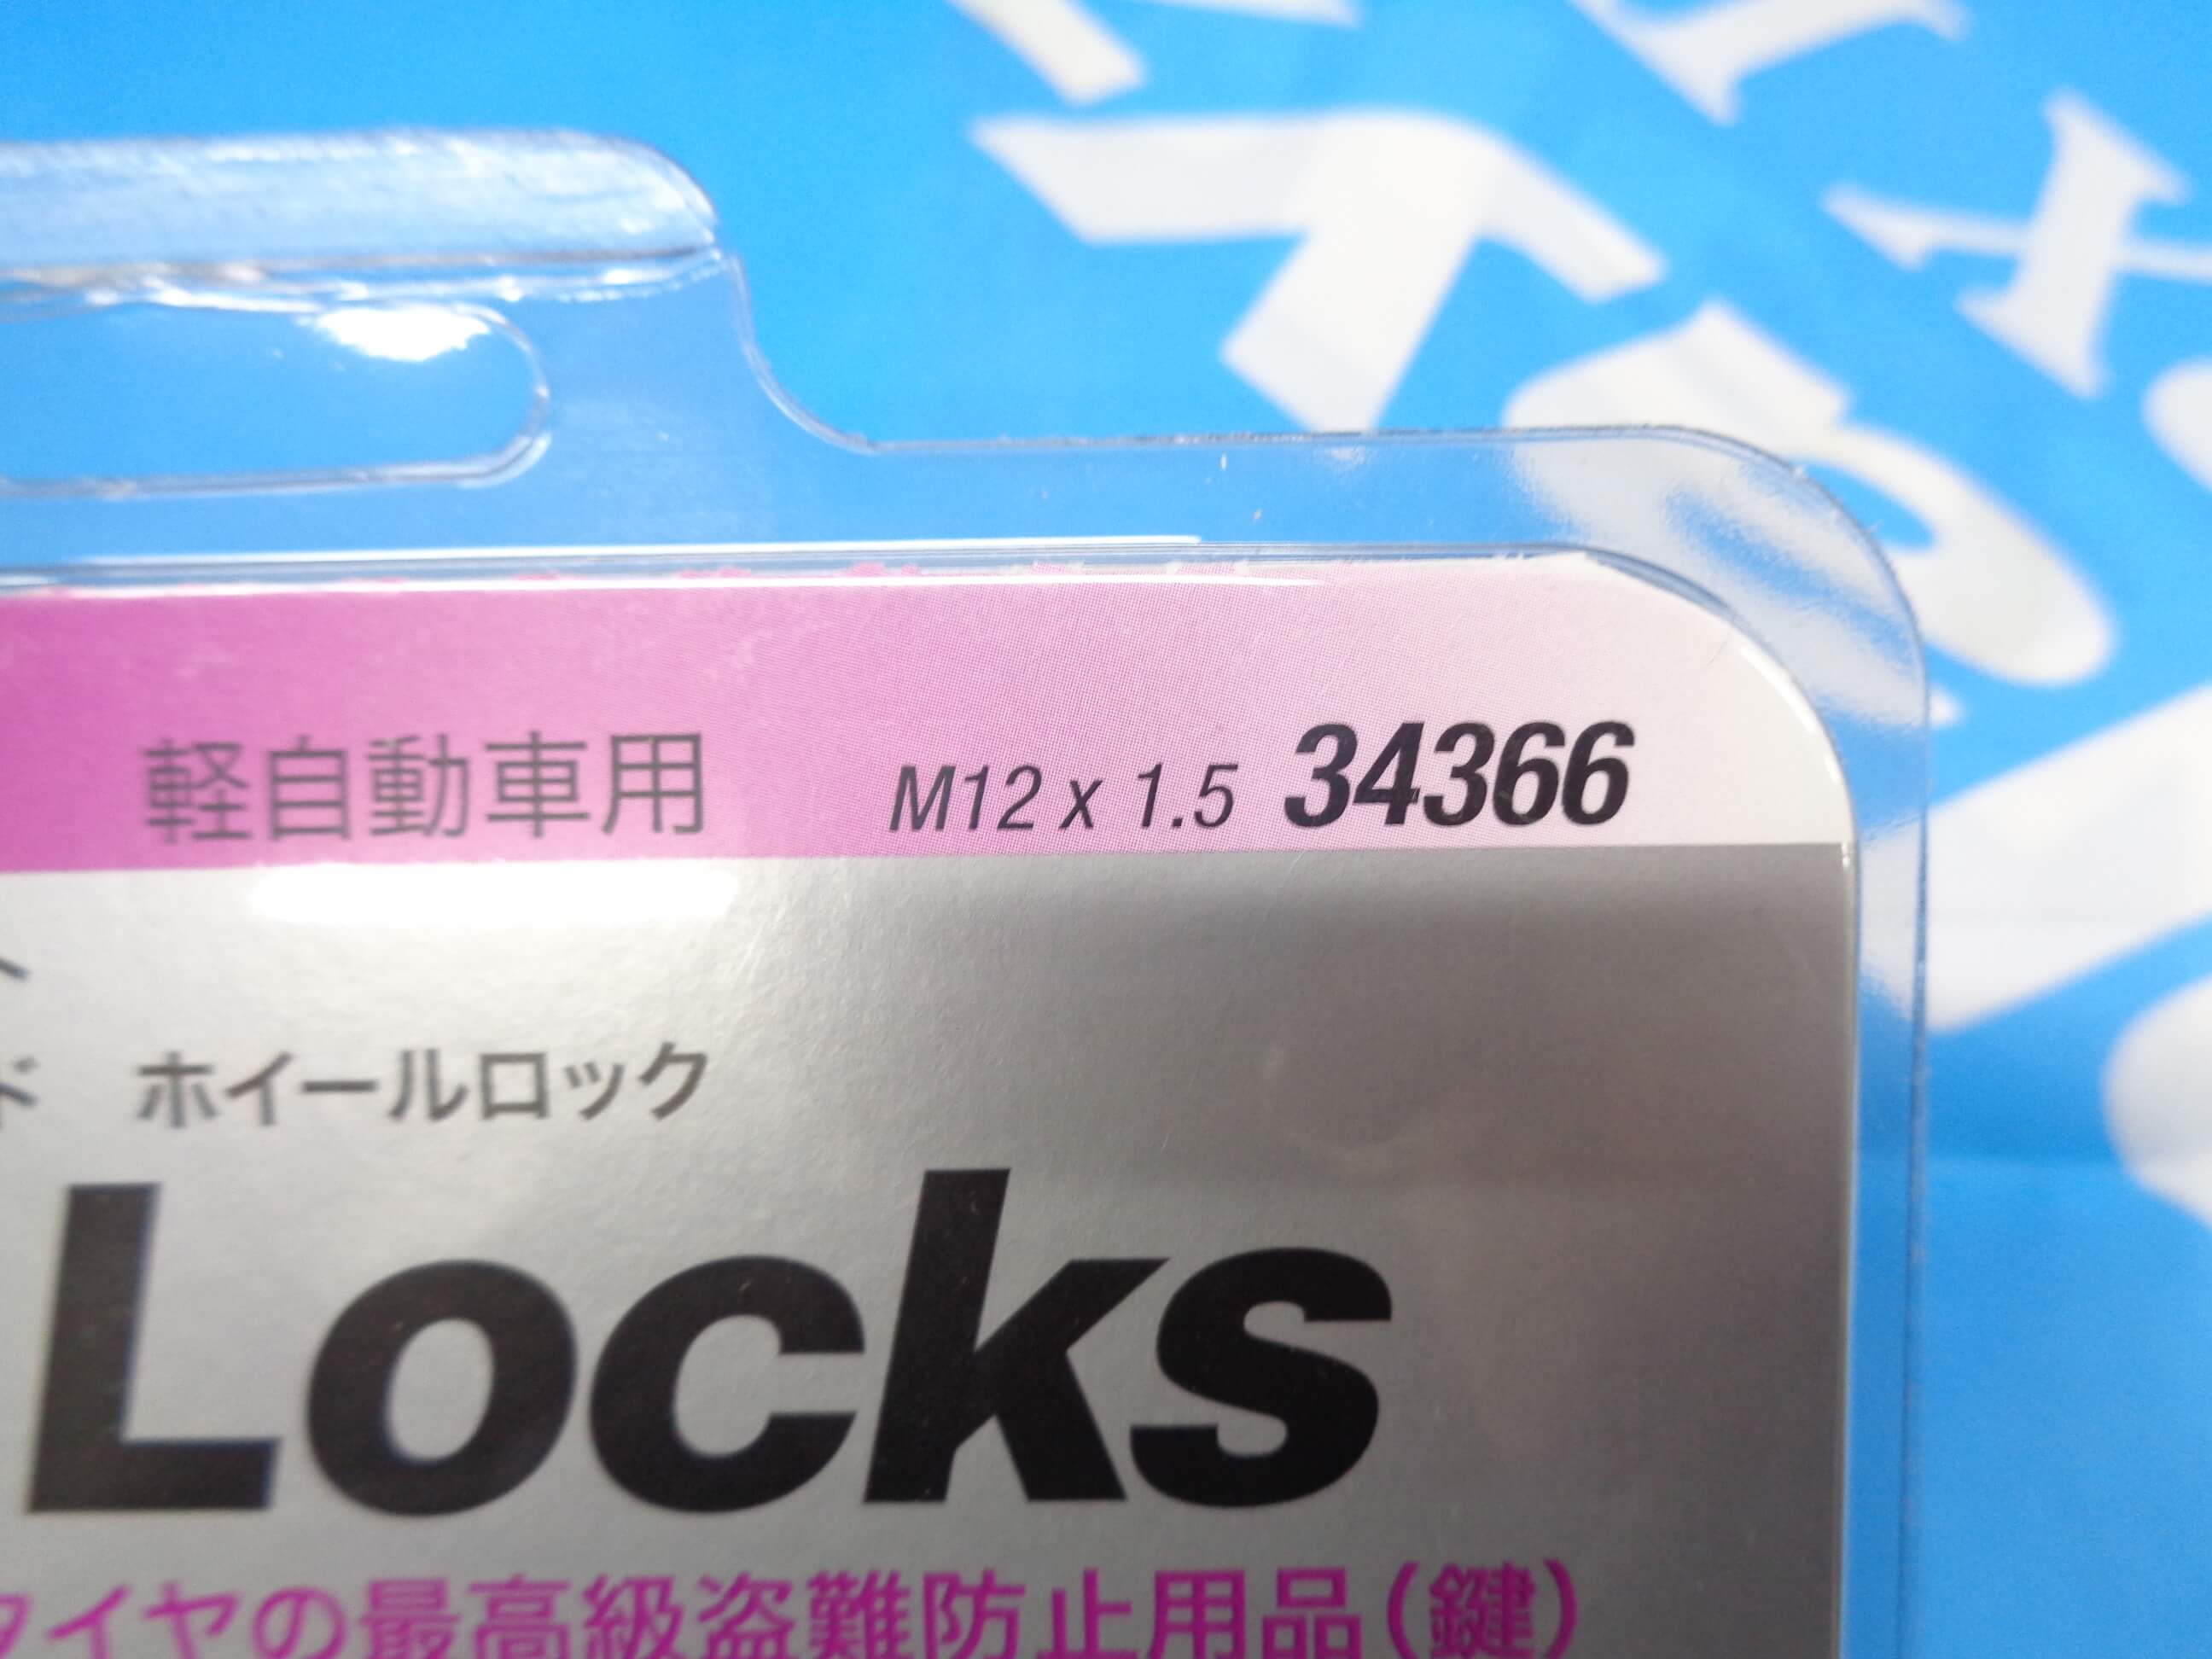 軽自動車用 M12 x 1.5 34366
ド ホイールロック
Locks
タイヤの最高級盗難防止用品(鍵)